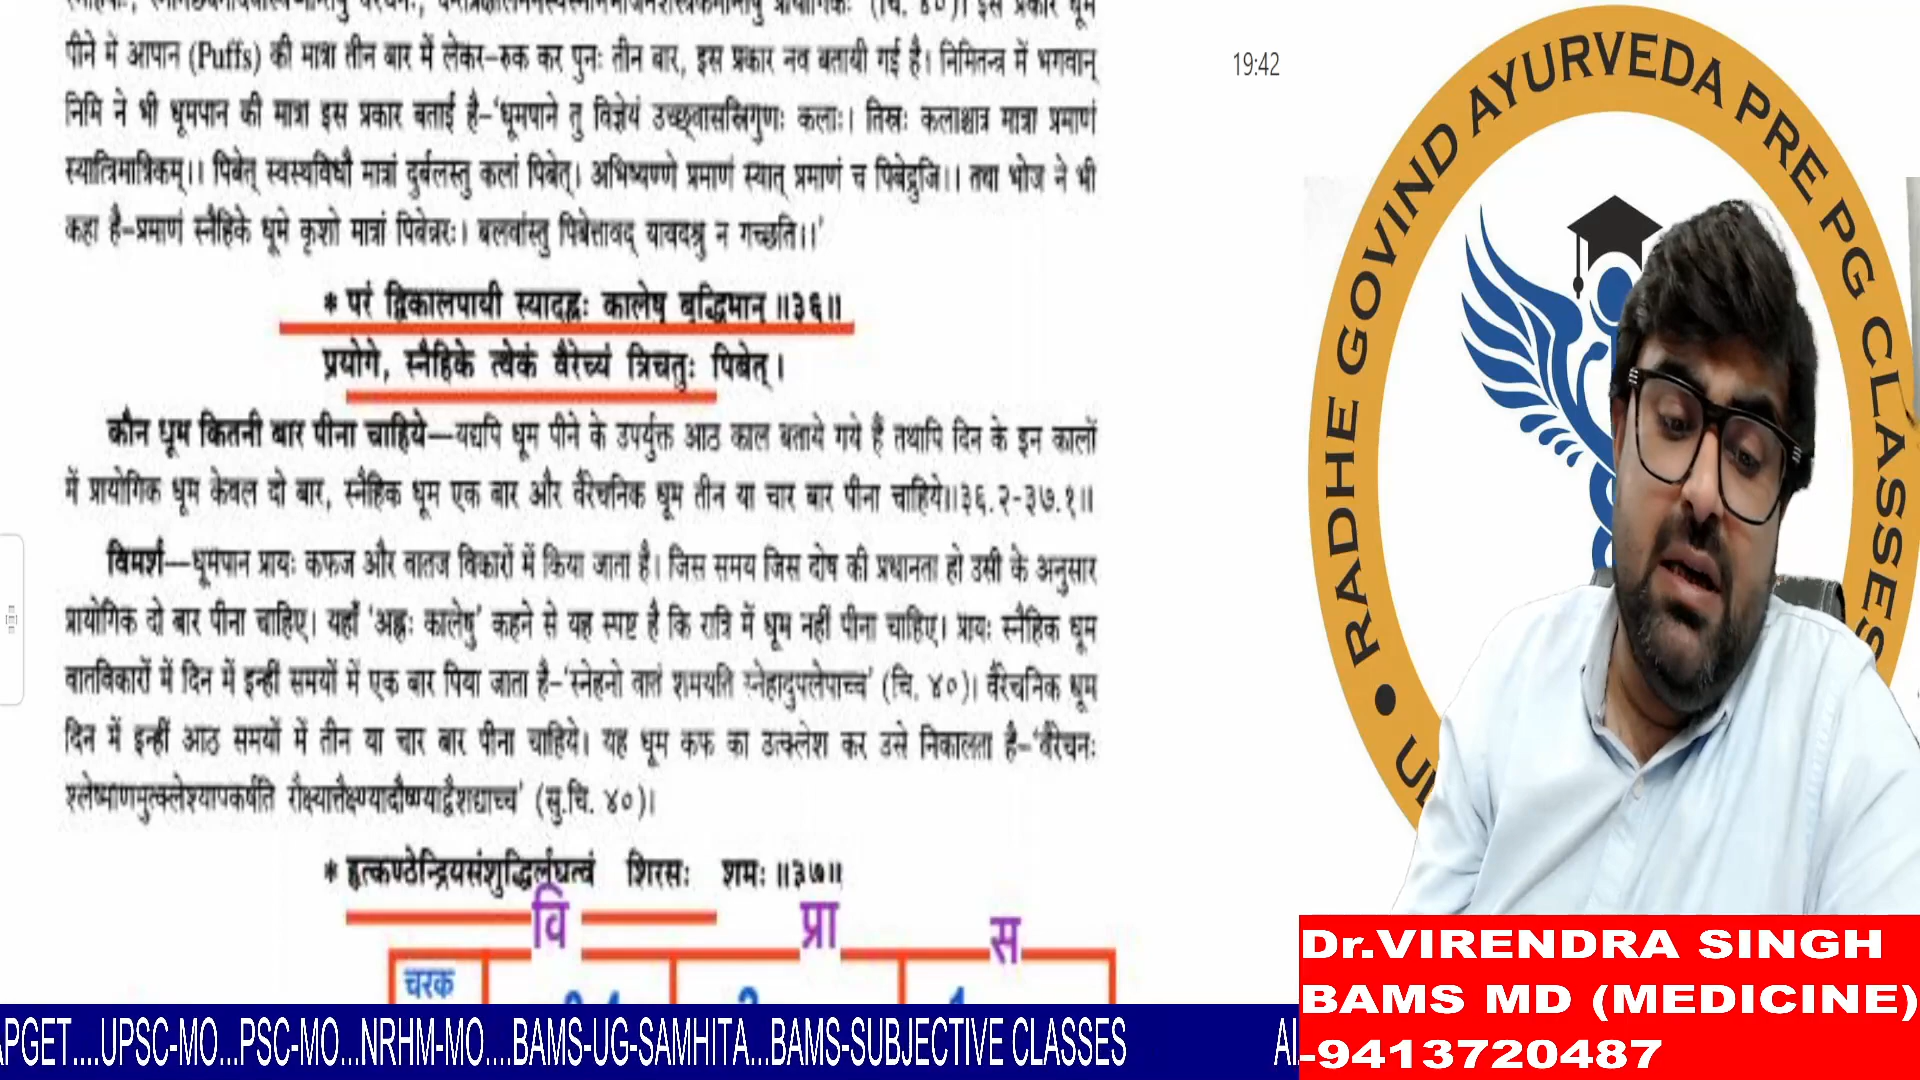 पीने में आपान (Puffs) की मात्रा तीन बार में लेकर-रुक कर पुनः तीन बार, इस प्रकार नव बतायी गई है। निमितन्त्र में भगवान्
निमि ने भी धूमपान की मात्रा इस प्रकार बताई है-'धूमपाने तु विज्ञेयं उच्छ्वासस्त्रिगुणः कलाः। तिस्रः कलाश्चात्र मात्रा प्रमाणं
स्यात्त्रिमात्रिकम्।। पिबेत् स्वस्थविधौ मात्रां दुर्बलस्तु कलां पिबेत्। प्रमाणं स्यात् प्रमाणं च पिबेद्रुजि।। तथा भोज ने भी
कहा है-प्रमाणं स्नैहिके धूमे कृशो मात्रां पिबेन्नरः। बलवांस्तु पिबेत्तावद् यावदश्रु न गच्छति।।'
* परं द्विकालपायी स्यादह्नः कालेषु बुद्धिमान् ॥३६॥
प्रयोगे, स्नैहिके त्वेकं वैरेच्यं त्रिचतुः पिबेत् ।
कौन धूम कितनी बार पीना चाहिये—यद्यपि धूम पीने के उपर्युक्त आठ काल बताये गये हैं तथापि दिन के इन कालों
में प्रायोगिक धूम केवल दो बार, स्नैहिक धूम एक बार और वैरेचनिक धूम तीन या चार बार पीना चाहिये॥३६.२-३७.१॥
विमर्श—धूमपान प्रायः कफज और वातज विकारों में किया जाता है। जिस समय जिस दोष की प्रधानता हो उसी के अनुसार
प्रायोगिक दो बार पीना चाहिए। यहाँ 'अह्नः कालेषु' कहने से यह स्पष्ट है कि रात्रि में धूम नहीं पीना चाहिए। प्रायः स्नैहिक धूम
वातविकारों में दिन में इन्हीं समयों में एक बार पिया जाता है-'स्नेहनो वातं शमयति स्नेहादुपलेपाच्च' (चि. ४०)। वैरेचनिक धूम
दिन में इन्हीं आठ समयों में तीन या चार बार पीना चाहिये। यह धूम कफ का उत्क्लेश कर उसे निकालता है-'वैरेचनः
श्लेष्माणमुत्क्लेश्यापकर्षति रौक्ष्यात्तैक्ष्ण्यादौष्ण्याद्वैशद्याच्च' (सु.चि. ४०)।
* हृत्कण्ठेन्द्रियसंशुद्धिर्लघुत्वं शिरसः शमः ॥३७॥
वि प्रा स
चरक
19:42
RADHE GOVIND AYURVEDA PRE PG CLASSES
Dr.VIRENDRA SINGH
BAMS MD (MEDICINE)
-9413720487
APGET....UPSC-MO...PSC-MO...NRHM-MO....BAMS-UG-SAMHITA...BAMS-SUBJECTIVE CLASSES